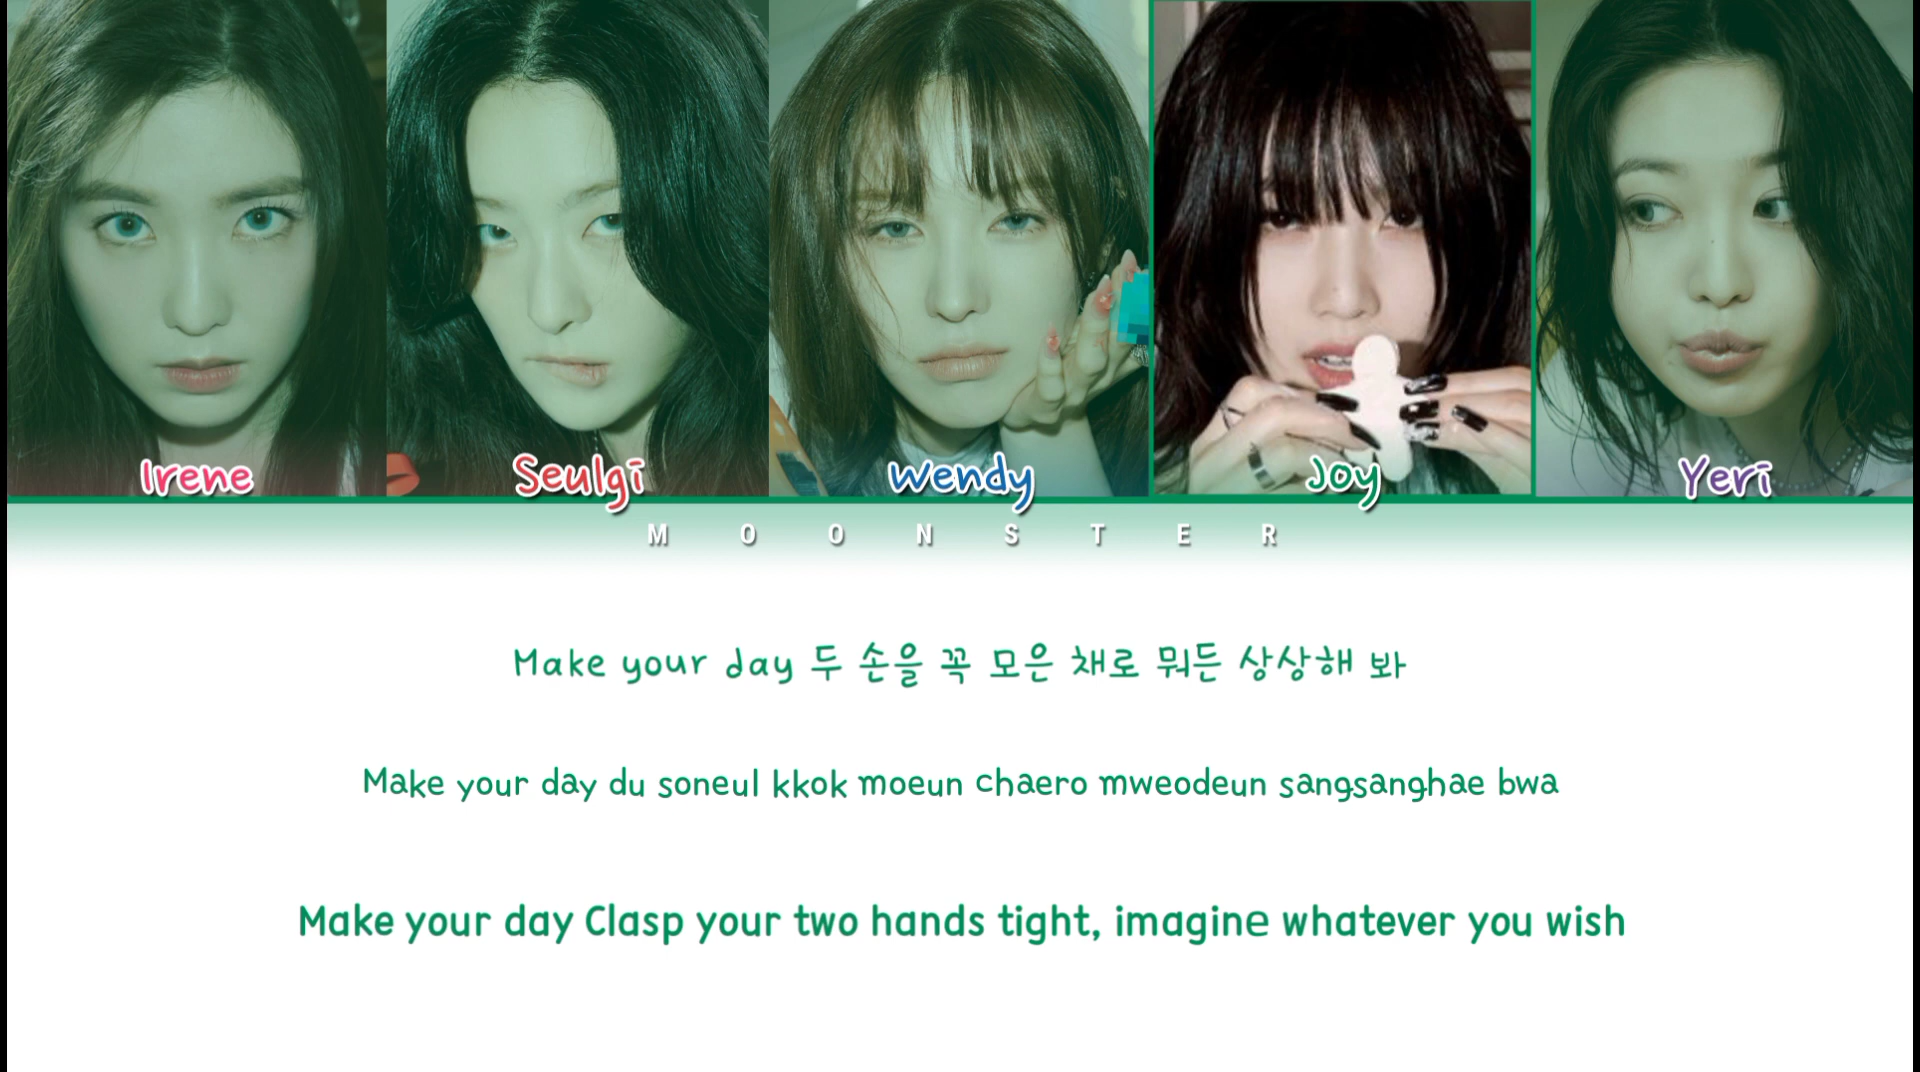 Irene
Seulgi
Wendy
Joy
Yeri
MOONSTER
Make your day 두 손을 꼭 모은 채로 뭐든 상상해 봐
Make your day du soneul kkok moeun chaero mweodeun sangsanghae bwa
Make your day Clasp your two hands tight, imagine whatever you wish